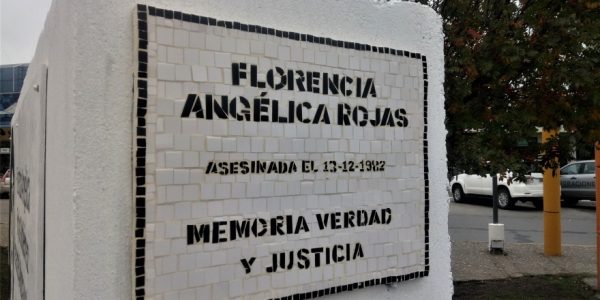 FLORENCIA
ANGÉLICA ROJAS
ASESINADA EL 13-12-1982
MEMORIA VERDAD
Y JUSTICIA